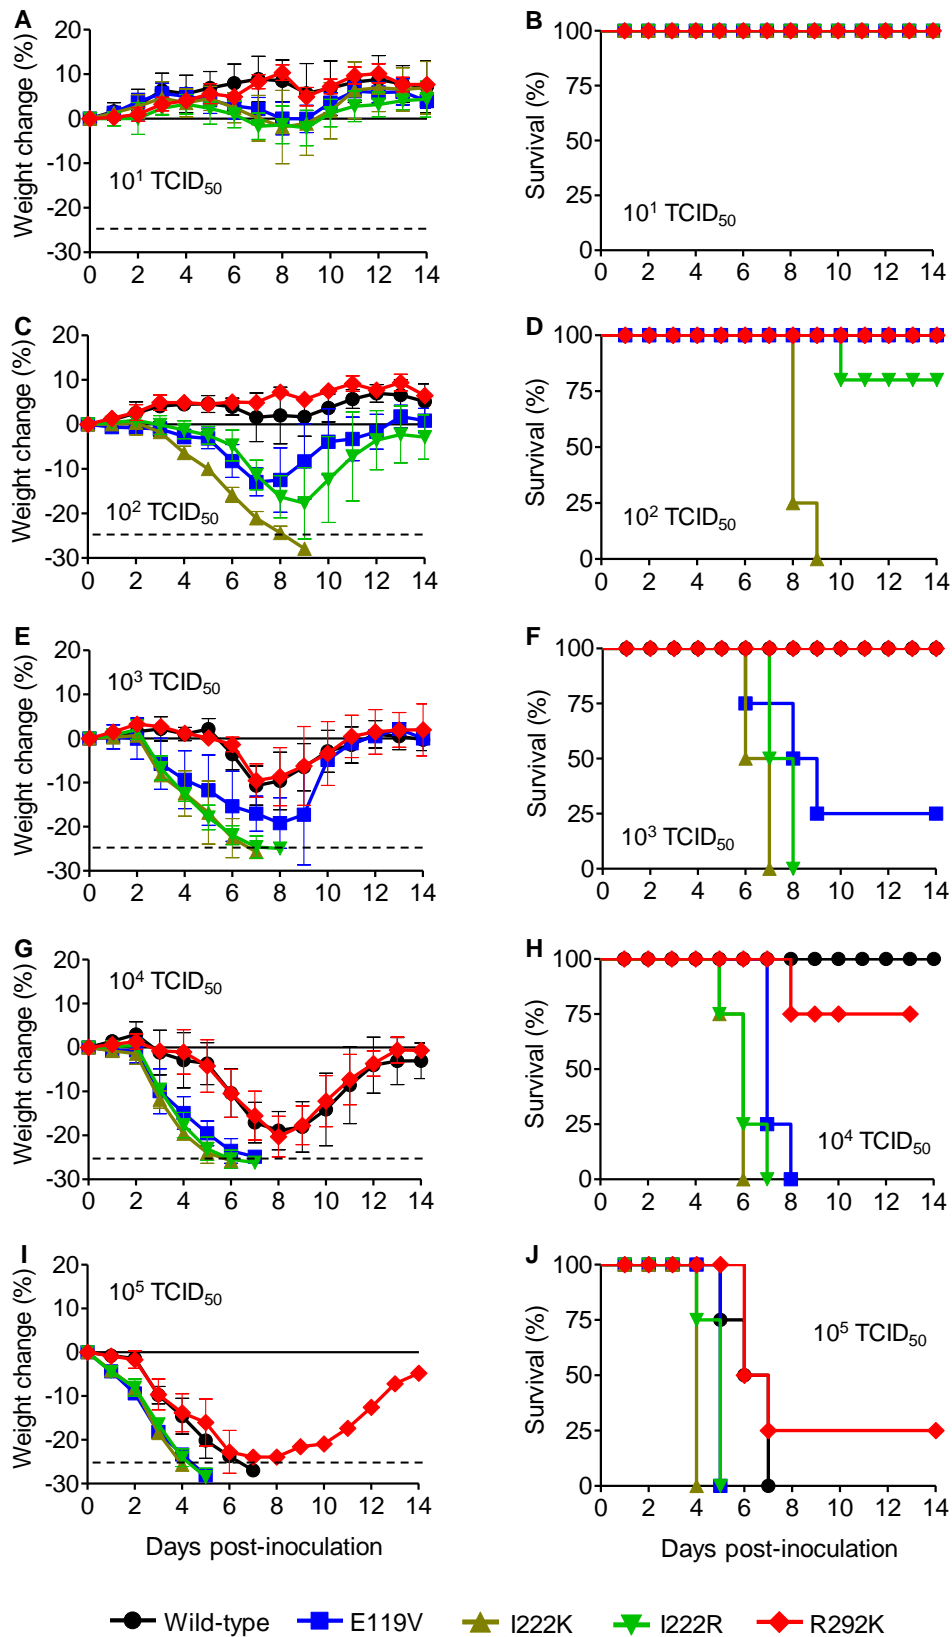 A
Weight change (%)
20
10
0
-10
-20
-30
10¹ TCID₅₀
0 2 4 6 8 10 12 14
B
Survival (%)
100
75
50
25
0
10¹ TCID₅₀
0 2 4 6 8 10 12 14
C
Weight change (%)
20
10
0
-10
-20
-30
10² TCID₅₀
0 2 4 6 8 10 12 14
D
Survival (%)
100
75
50
25
0
10² TCID₅₀
0 2 4 6 8 10 12 14
E
Weight change (%)
20
10
0
-10
-20
-30
10³ TCID₅₀
0 2 4 6 8 10 12 14
F
Survival (%)
100
75
50
25
0
10³ TCID₅₀
0 2 4 6 8 10 12 14
G
Weight change (%)
20
10
0
-10
-20
-30
10⁴ TCID₅₀
0 2 4 6 8 10 12 14
H
Survival (%)
100
75
50
25
0
10⁴ TCID₅₀
0 2 4 6 8 10 12 14
I
Weight change (%)
20
10
0
-10
-20
-30
10⁵ TCID₅₀
0 2 4 6 8 10 12 14
Days post-inoculation
J
Survival (%)
100
75
50
25
0
10⁵ TCID₅₀
0 2 4 6 8 10 12 14
Days post-inoculation
Wild-type E119V I222K I222R R292K